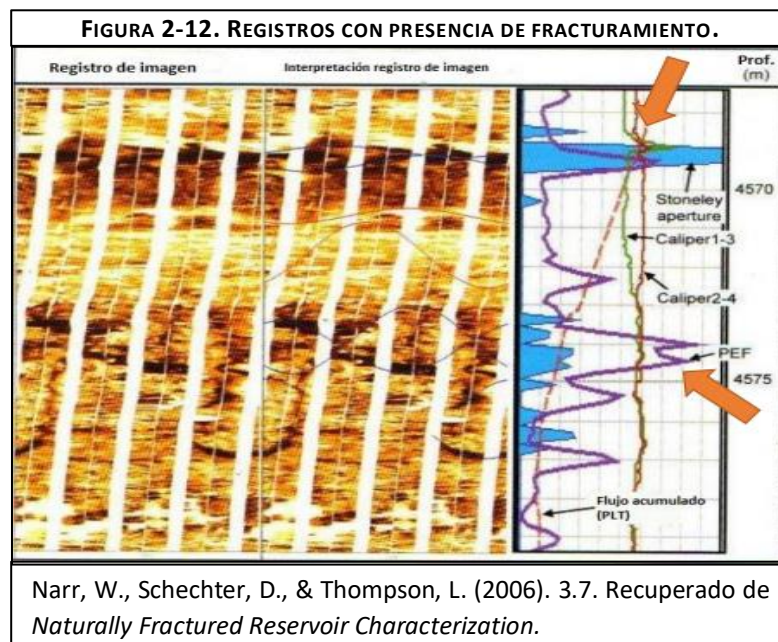 FIGURA 2-12. REGISTROS CON PRESENCIA DE FRACTURAMIENTO.
Registro de imagen
Interpretación registro de imagen
Prof.
(m)
4570
Stoneley
aperture
Caliper1-3
Caliper2-4
PEF
4575
Flujo acumulado
(PLT)
Narr, W., Schechter, D., & Thompson, L. (2006). 3.7. Recuperado de
Naturally Fractured Reservoir Characterization.